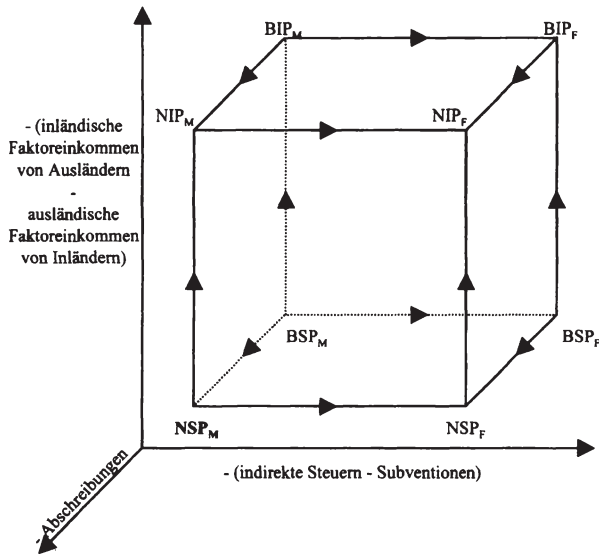 BIP_M
BIP_F
NIP_M
NIP_F
- (inländische
Faktoreinkommen
von Ausländern
-
ausländische
Faktoreinkommen
von Inländern)
BSP_M
BSP_F
NSP_M
NSP_F
- (indirekte Steuern - Subventionen)
- Abschreibungen